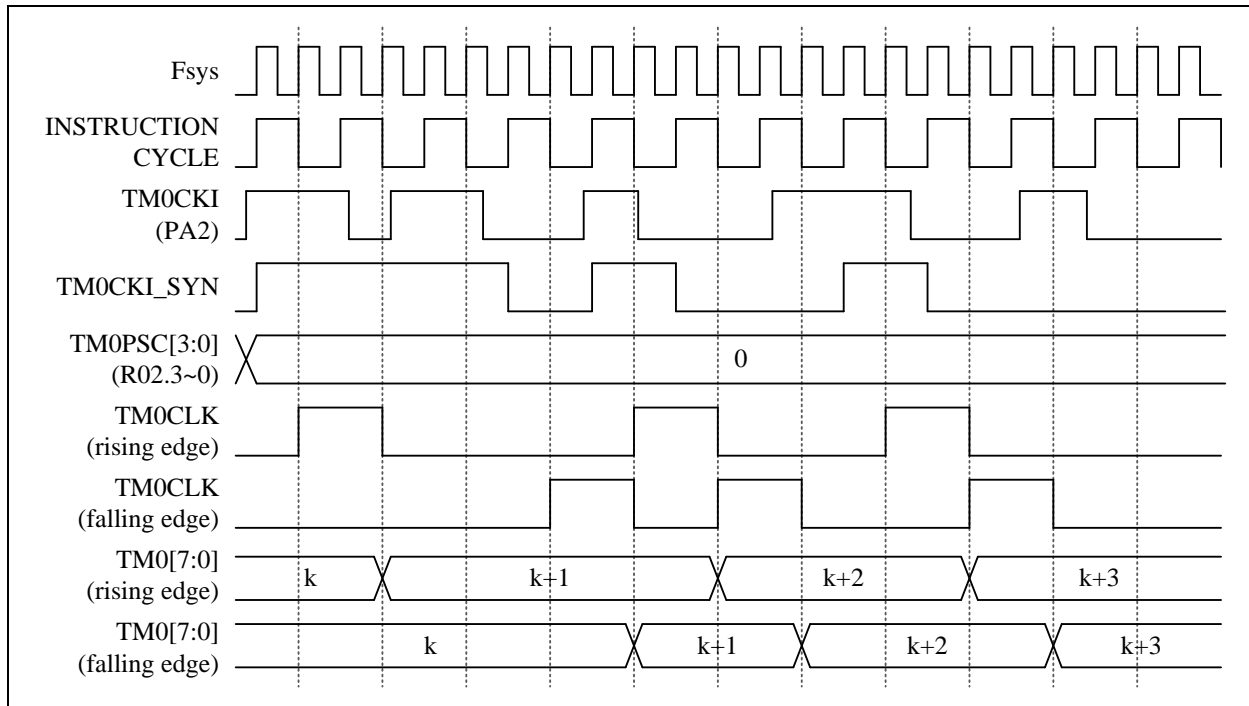 Fsys
INSTRUCTION
CYCLE
TM0CKI
(PA2)
TM0CKI_SYN
TM0PSC[3:0]
(R02.3~0)
0
TM0CLK
(rising edge)
TM0CLK
(falling edge)
TM0[7:0]
(rising edge)
k k+1 k+2 k+3
TM0[7:0]
(falling edge)
k k+1 k+2 k+3